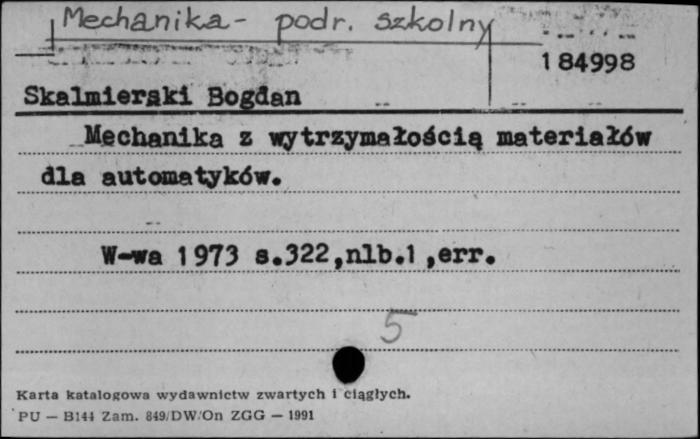 Mechanika - podr. szkolny
184998
Skalmierski Bogdan
Mechanika z wytrzymałością materiałów
dla automatyków.
W-wa 1973 s.322,nlb.1,err.
5
Karta katalogowa wydawnictw zwartych i ciągłych.
PU — B144 Zam. 849/DW/On ZGG — 1991